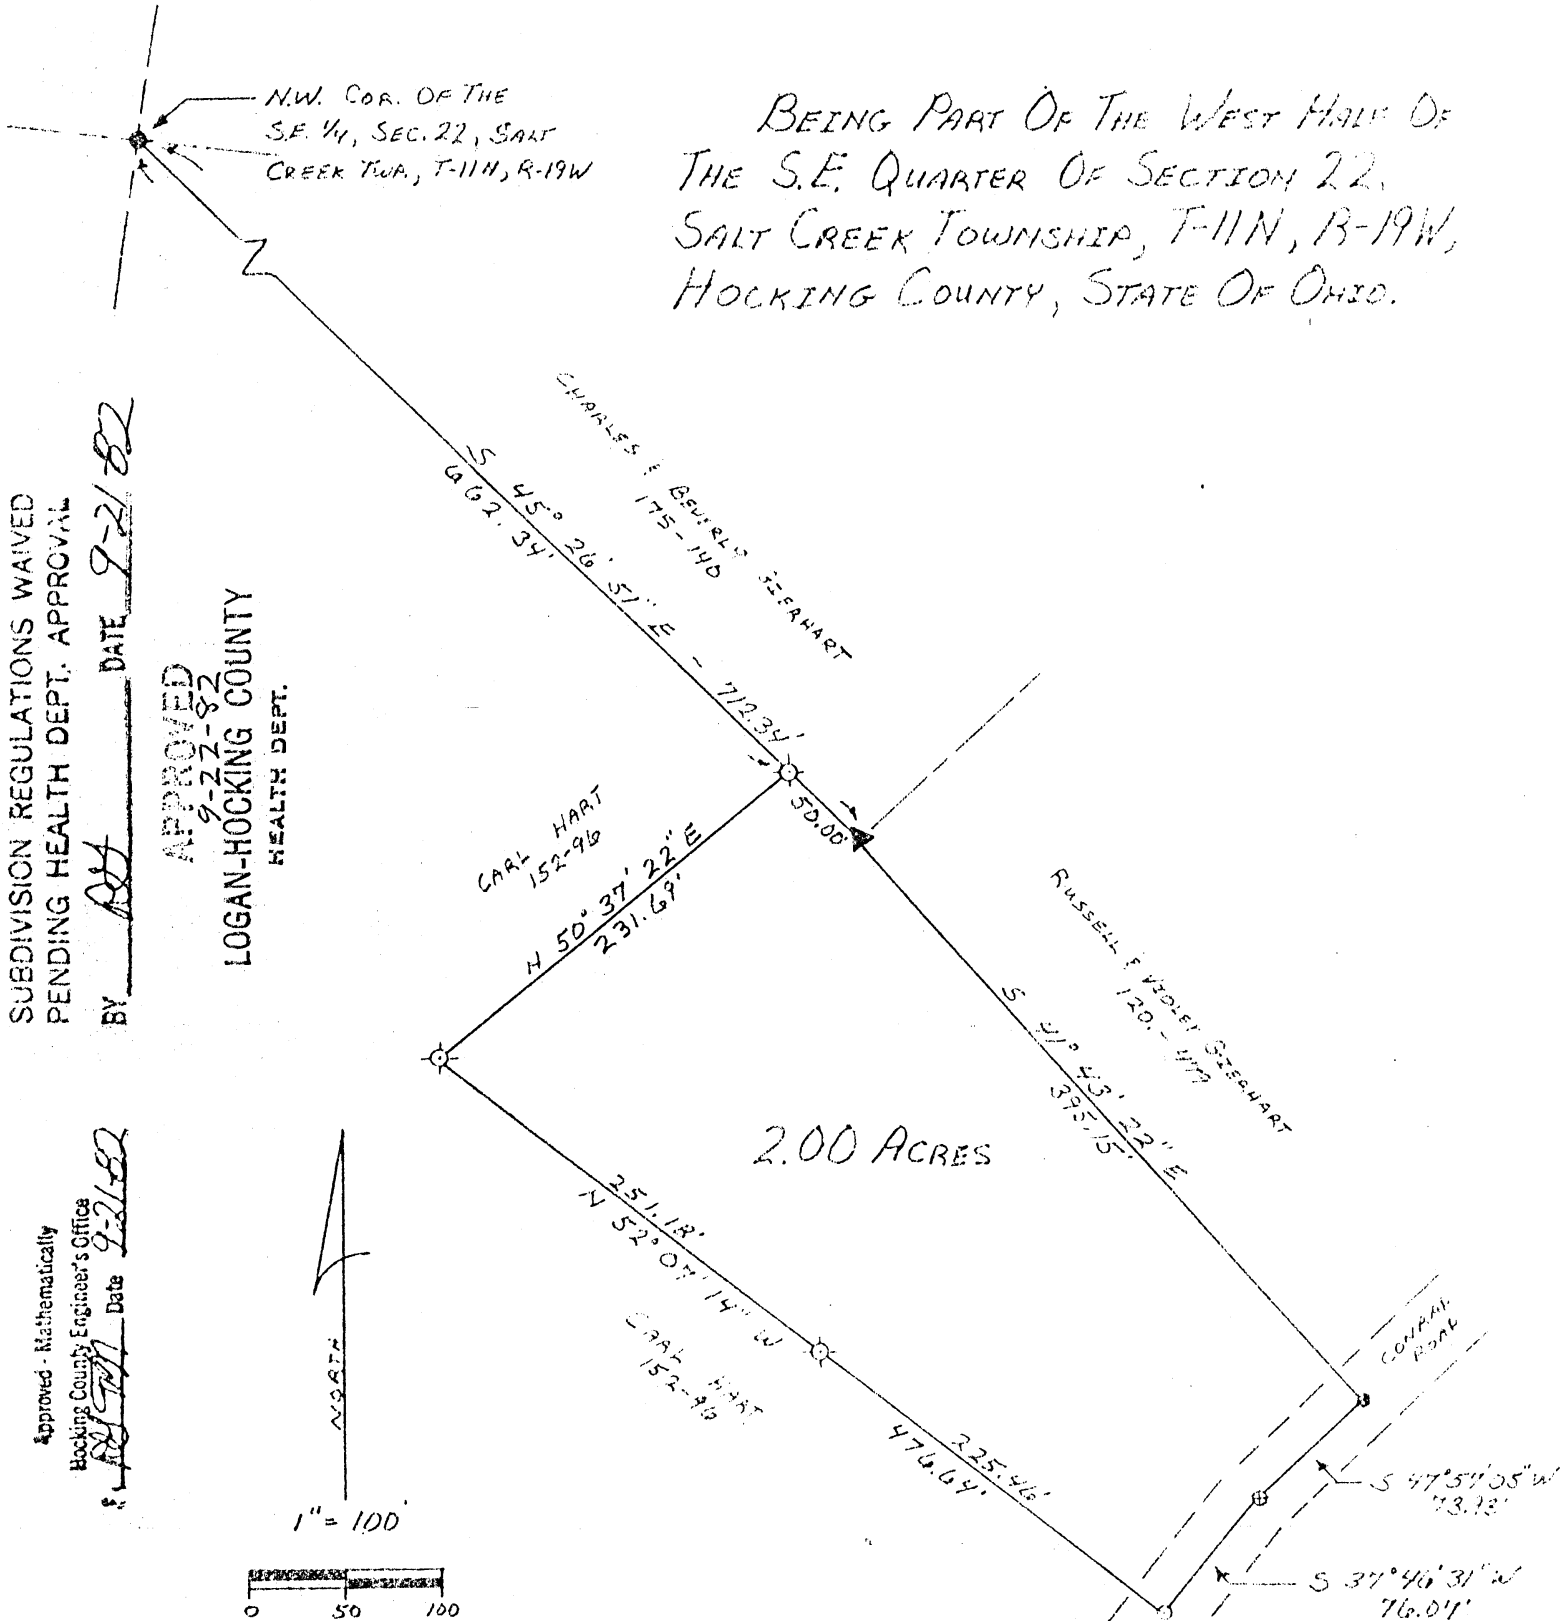 N.W. COR. OF THE
S.E. 1/4, SEC. 22, SALT
CREEK TWP., T-11N, R-19W
BEING PART OF THE WEST HALF OF
THE S.E. QUARTER OF SECTION 22,
SALT CREEK TOWNSHIP, T-11N, R-19W,
HOCKING COUNTY, STATE OF OHIO.
SUBDIVISION REGULATIONS WAIVED
PENDING HEALTH DEPT. APPROVAL
BY DATE 9-21-82
APPROVED
9-22-82
LOGAN-HOCKING COUNTY
HEALTH DEPT.
CHARLES & BEVERLY
175-140
S 45° 26' 51" E - 712.34'
662.34'
50.00'
CARL HART
152-96
N 50° 37' 22" E
231.69'
RUSSELL & VIOLET
120-479
S 41° 43' 22" E
395.15'
2.00 ACRES
251.18'
N 52° 07' 14" W
CARL HART
152-96
225.46'
476.64'
ROAD
S 47° 05" W
S 37° 46' 31" W
Approved - Mathematically
Hocking County Engineer's Office
Date 9-21-82
NORTH
1" = 100'
0 50 100